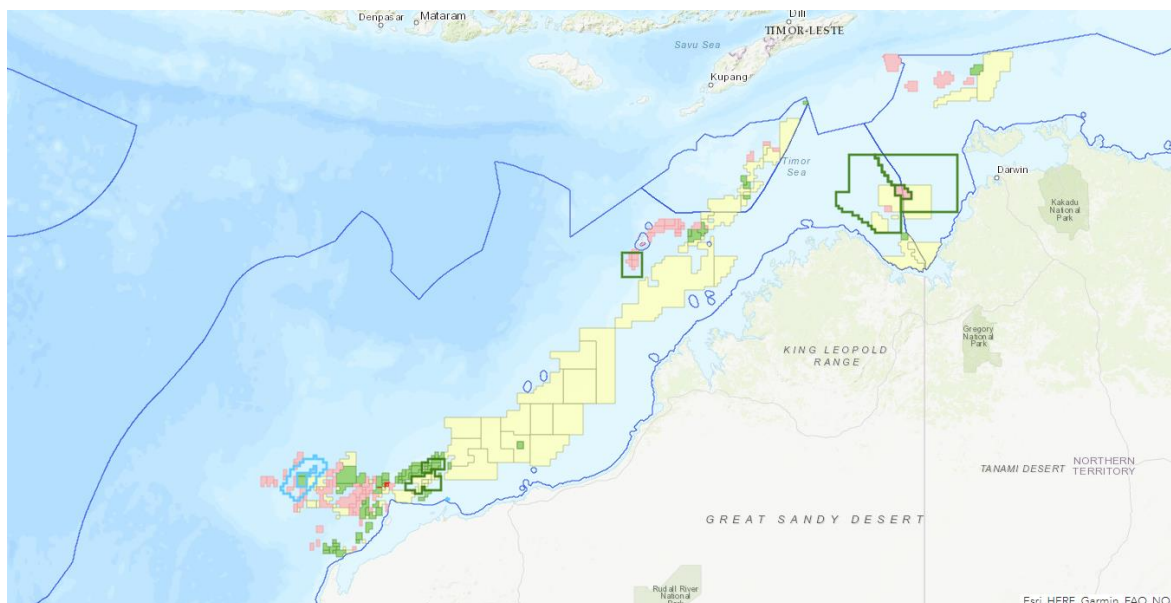 Denpasar
Mataram
Dili
TIMOR-LESTE
Savu Sea
Kupang
Timor
Sea
Darwin
Kakadu
National
Park
Gregory
National
Park
KING LEOPOLD
RANGE
NORTHERN
TERRITORY
TANAMI DESERT
GREAT SANDY DESERT
Rudall River
National
Park
Esri, HERE, Garmin, FAO, NO